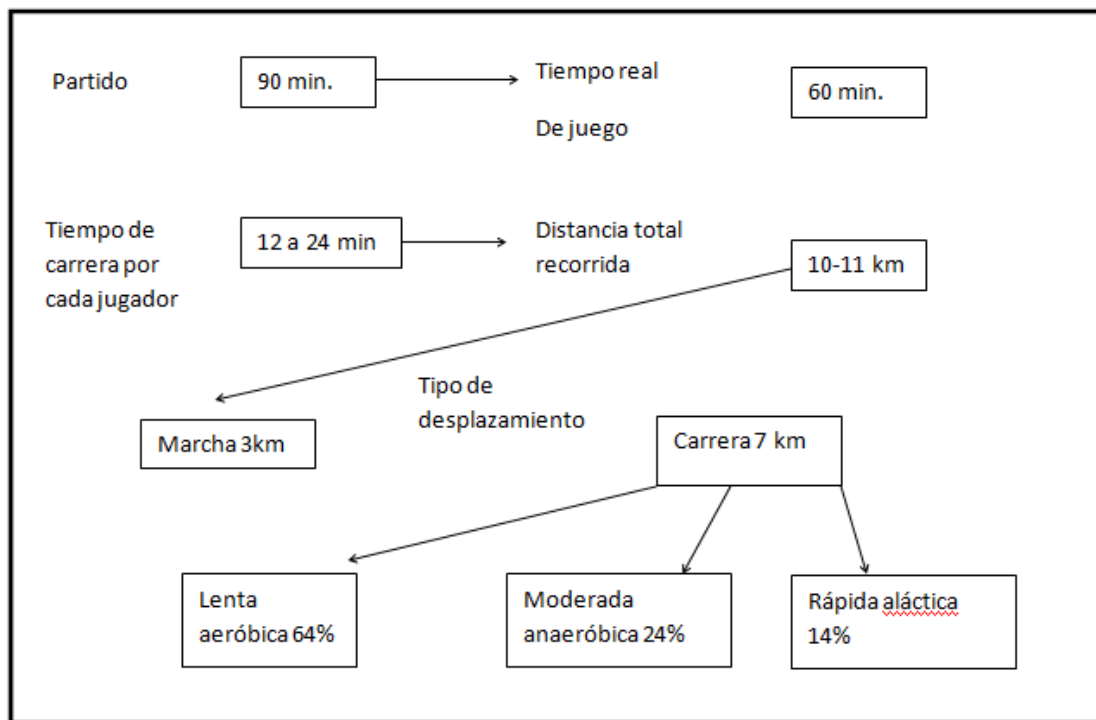 Partido
90 min.
Tiempo real
De juego
60 min.
Tiempo de
carrera por
cada jugador
12 a 24 min
Distancia total
recorrida
10-11 km
Tipo de
desplazamiento
Marcha 3km
Carrera 7 km
Lenta
aeróbica 64%
Moderada
anaeróbica 24%
Rápida aláctica
14%